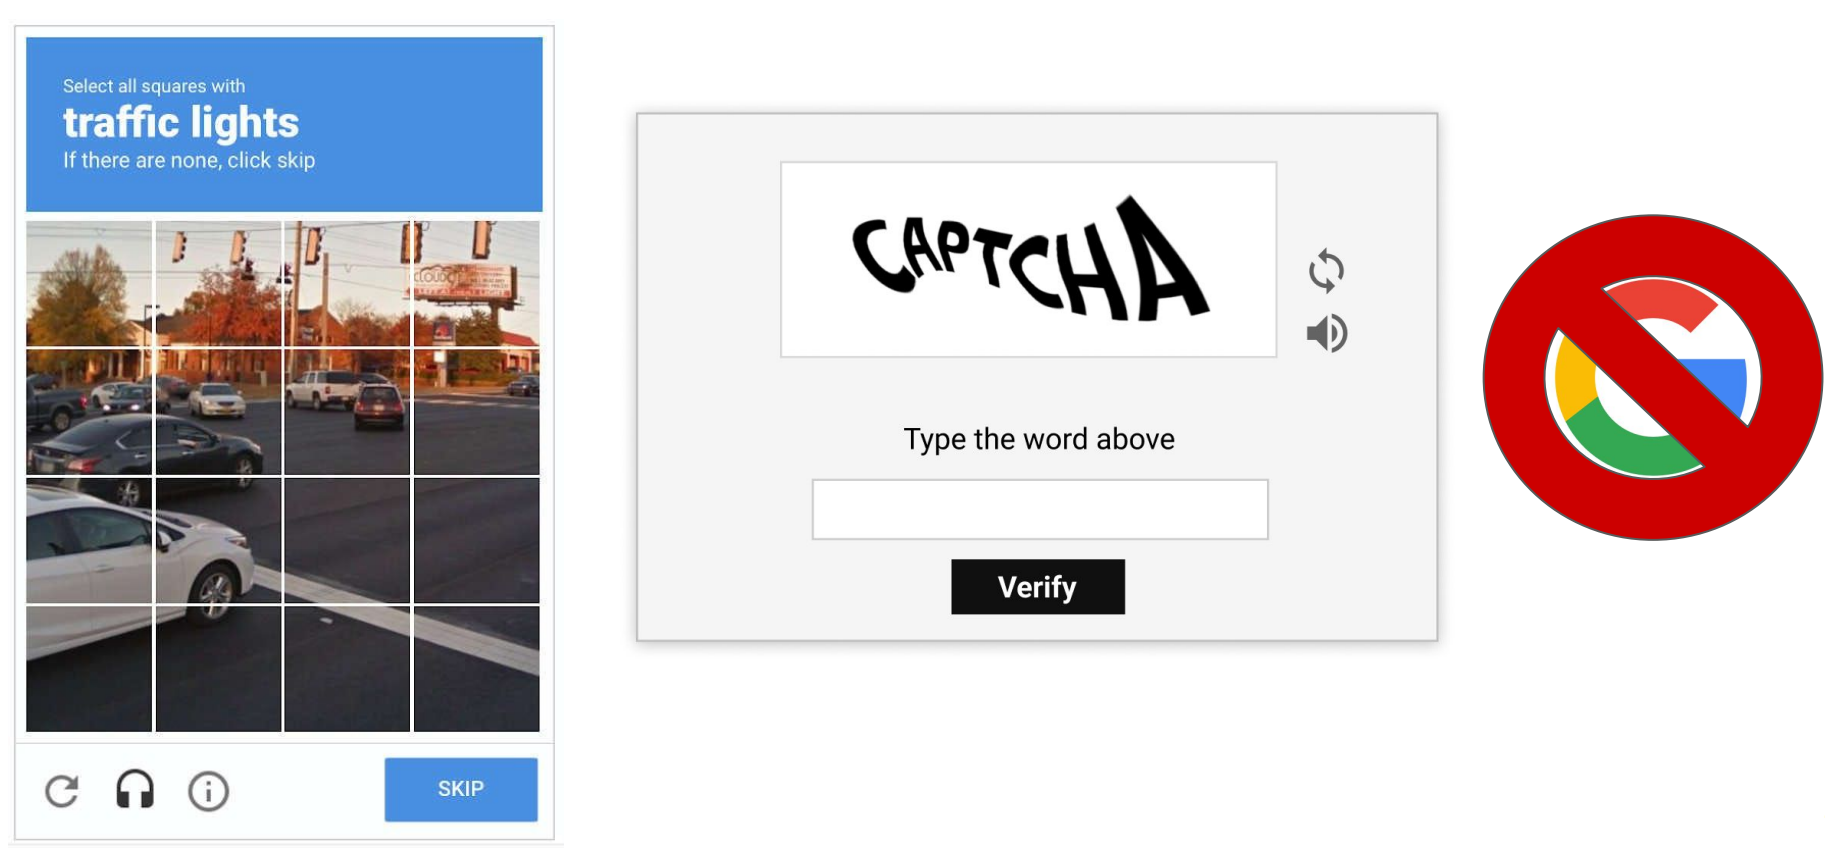 Select all squares with
traffic lights
If there are none, click skip
SKIP
CAPTCHA
Type the word above
Verify